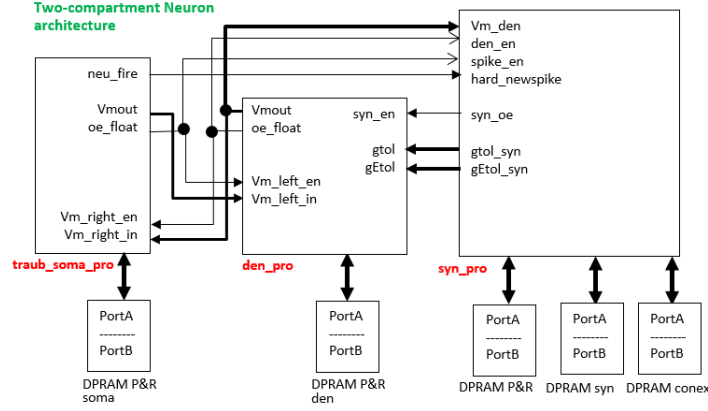 Two-compartment Neuron
architecture
neu_fire
Vmout
oe_float
Vm_right_en
Vm_right_in
traub_soma_pro
Vmout
oe_float
syn_en
gtol
gEtol
Vm_left_en
Vm_left_in
den_pro
Vm_den
den_en
spike_en
hard_newspike
syn_oe
gtol_syn
gEtol_syn
syn_pro
PortA
--------
PortB
DPRAM P&R
soma
PortA
--------
PortB
DPRAM P&R
den
PortA
--------
PortB
DPRAM P&R
PortA
--------
PortB
DPRAM syn
PortA
--------
PortB
DPRAM conex